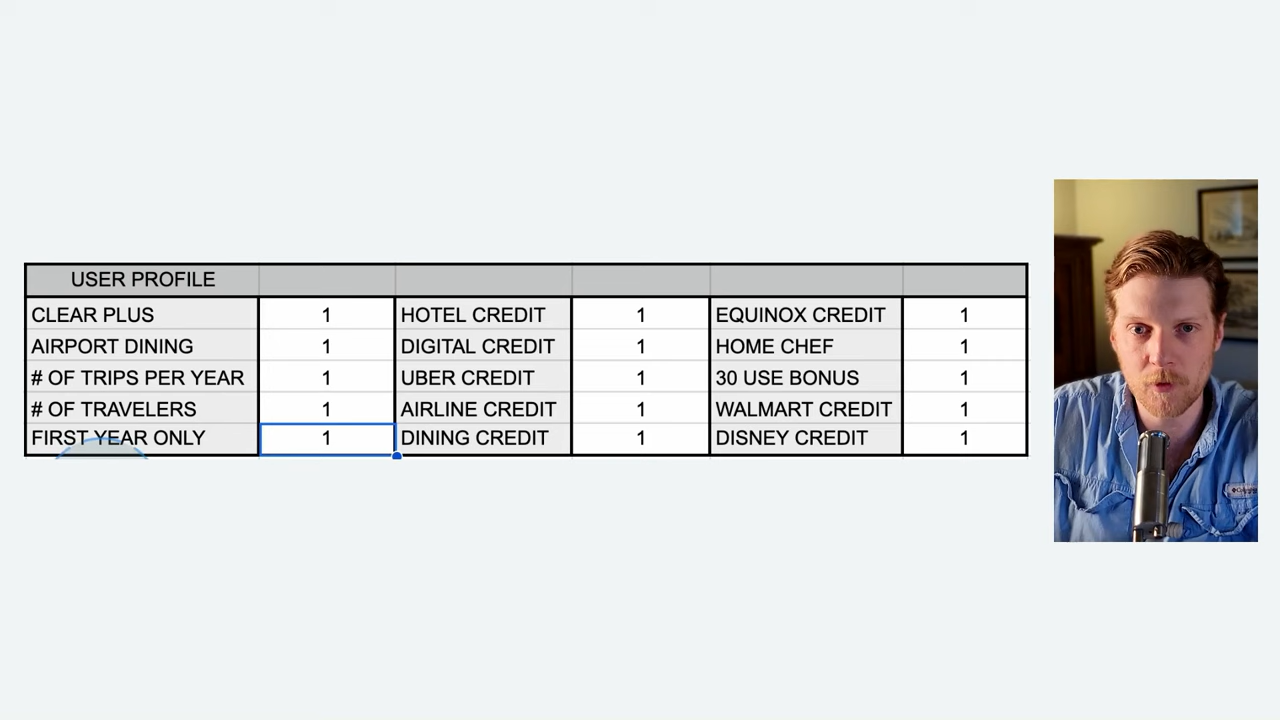 USER PROFILE
CLEAR PLUS 1 HOTEL CREDIT 1 EQUINOX CREDIT 1
AIRPORT DINING 1 DIGITAL CREDIT 1 HOME CHEF 1
# OF TRIPS PER YEAR 1 UBER CREDIT 1 30 USE BONUS 1
# OF TRAVELERS 1 AIRLINE CREDIT 1 WALMART CREDIT 1
FIRST YEAR ONLY 1 DINING CREDIT 1 DISNEY CREDIT 1